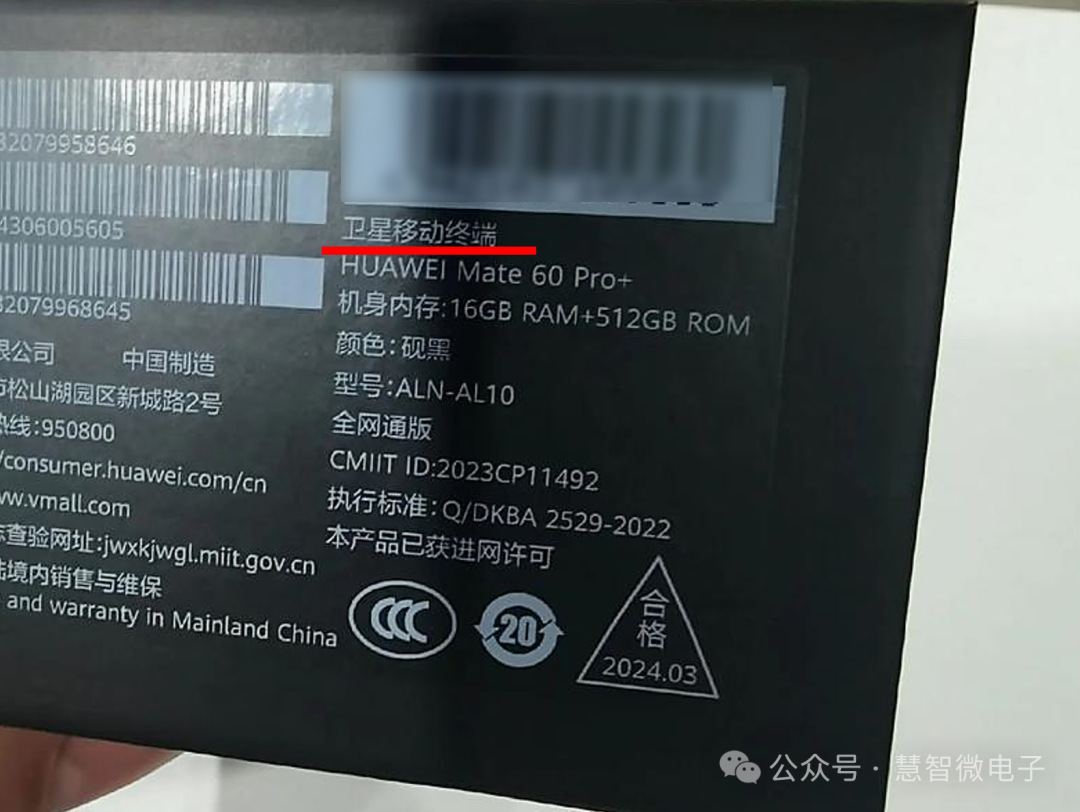 32079958646
4306005605
32079968645
限公司 中国制造
市松山湖园区新城路2号
热线:950800
/consumer.huawei.com/cn
ww.vmall.com
志查验网址:jwxkjwgl.miit.gov.cn
陆境内销售与维保
and warranty in Mainland China
卫星移动终端
HUAWEI Mate 60 Pro+
机身内存:16GB RAM+512GB ROM
颜色:砚黑
型号:ALN-AL10
全网通版
CMIIT ID:2023CP11492
执行标准:Q/DKBA 2529-2022
本产品已获进网许可
CCC
20
合格
2024.03
公众号·慧智微电子